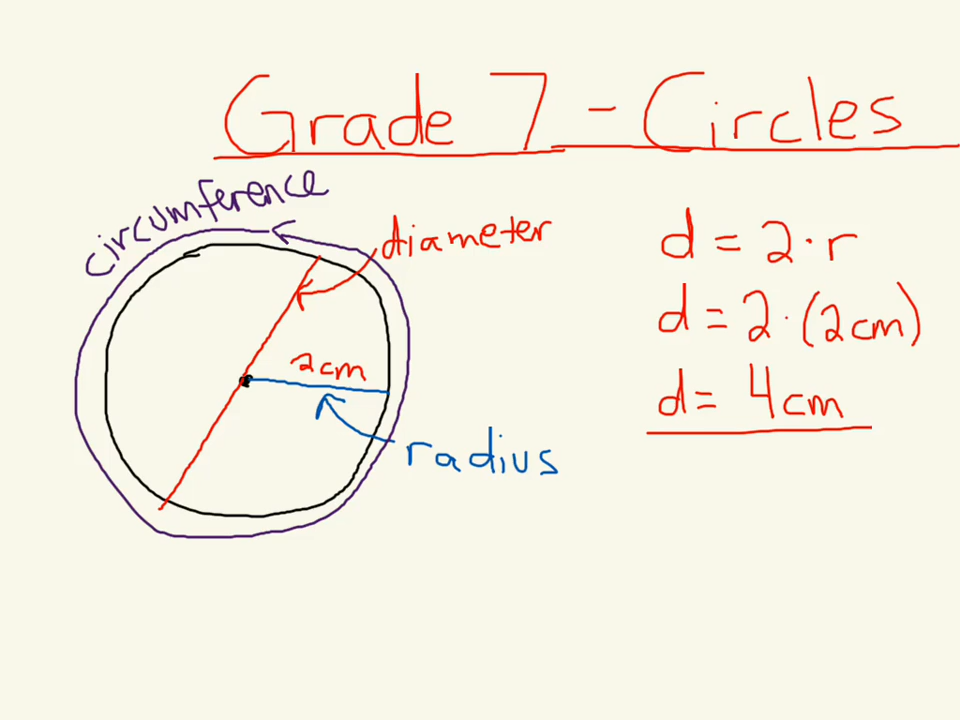 Grade 7 - Circles
circumference
diameter
2cm
radius
d = 2 · r
d = 2 · (2cm)
d = 4cm